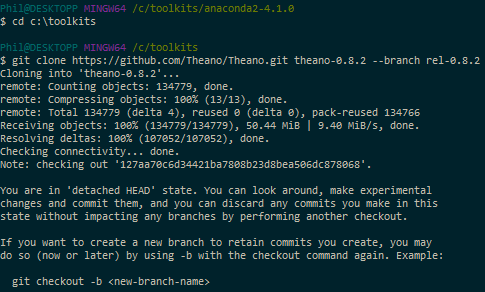 Phil@DESKTOPP MINGW64 /c/toolkits/anaconda2-4.1.0
$ cd c:\toolkits
Phil@DESKTOPP MINGW64 /c/toolkits
$ git clone https://github.com/Theano/Theano.git theano-0.8.2 --branch rel-0.8.2
Cloning into 'theano-0.8.2'...
remote: Counting objects: 134779, done.
remote: Compressing objects: 100% (13/13), done.
remote: Total 134779 (delta 4), reused 0 (delta 0), pack-reused 134766
Receiving objects: 100% (134779/134779), 50.44 MiB | 9.40 MiB/s, done.
Resolving deltas: 100% (107052/107052), done.
Checking connectivity... done.
Note: checking out '127aa70c6d34421ba7808b23d8bea506dc878068'.
You are in 'detached HEAD' state. You can look around, make experimental
changes and commit them, and you can discard any commits you make in this
state without impacting any branches by performing another checkout.
If you want to create a new branch to retain commits you create, you may
do so (now or later) by using -b with the checkout command again. Example:
git checkout -b <new-branch-name>